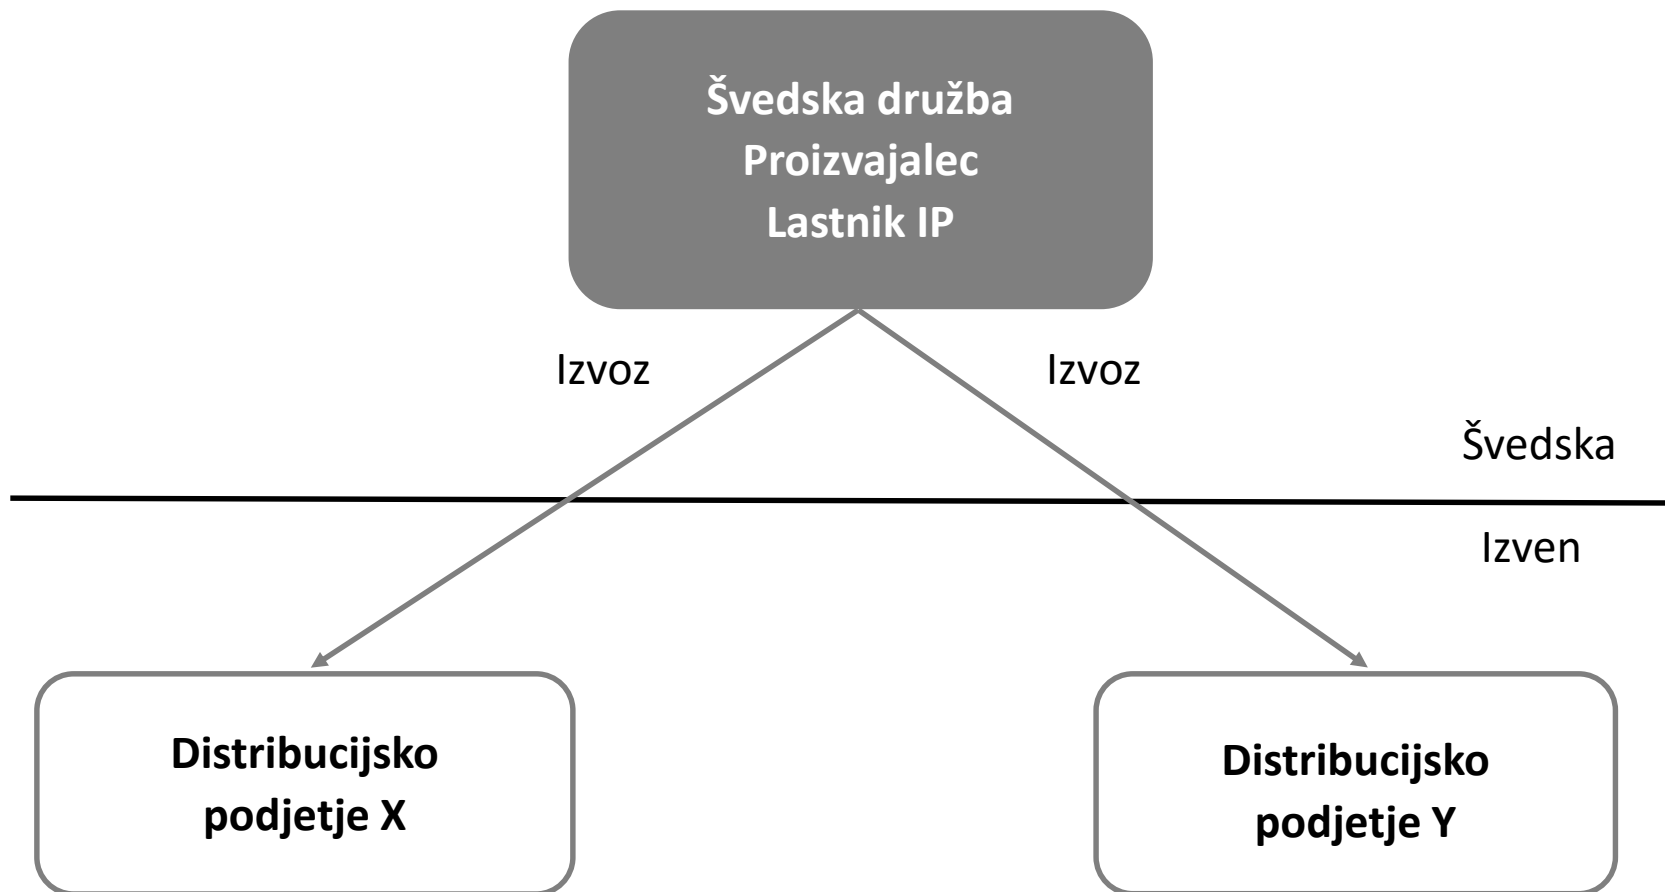 Švedska družba
Proizvajalec
Lastnik IP
Izvoz
Izvoz
Švedska
Izven
Distribucijsko
podjetje X
Distribucijsko
podjetje Y